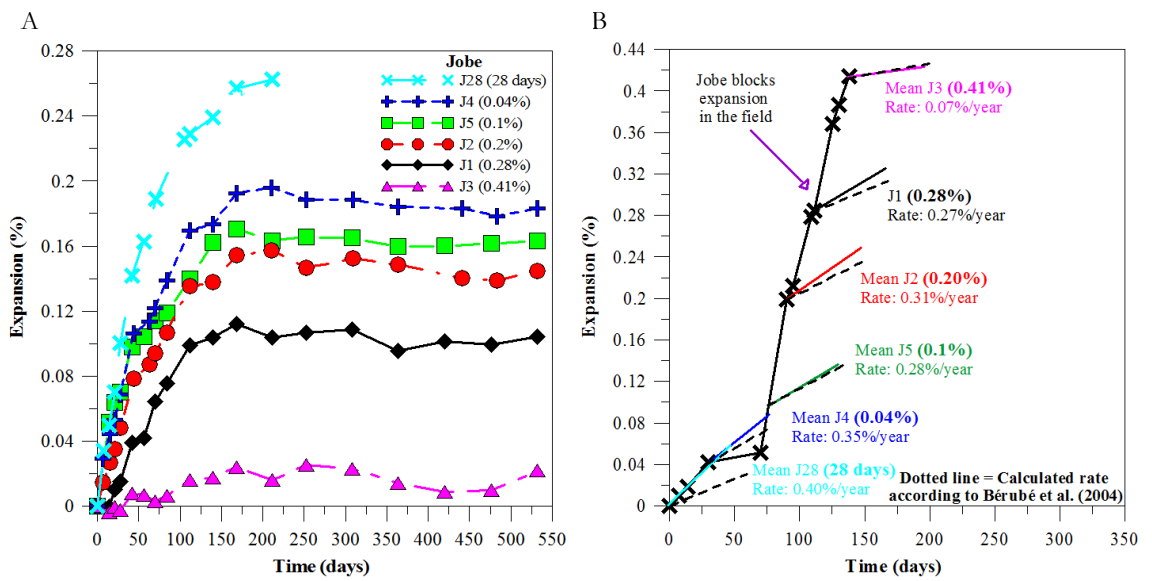 A
B
0.28
0.24
0.2
0.16
0.12
0.08
0.04
0
Expansion (%)
0 50 100 150 200 250 300 350 400 450 500 550
Time (days)
Jobe
J28 (28 days)
J4 (0.04%)
J5 (0.1%)
J2 (0.2%)
J1 (0.28%)
J3 (0.41%)
0.44
0.4
0.36
0.32
0.28
0.24
0.2
0.16
0.12
0.08
0.04
0
Expansion (%)
0 50 100 150 200 250 300 350
Time (days)
Jobe blocks
expansion
in the field
Mean J3 (0.41%)
Rate: 0.07%/year
J1 (0.28%)
Rate: 0.27%/year
Mean J2 (0.20%)
Rate: 0.31%/year
Mean J5 (0.1%)
Rate: 0.28%/year
Mean J4 (0.04%)
Rate: 0.35%/year
Mean J28 (28 days)
Rate: 0.40%/year
Dotted line = Calculated rate
according to Bérubé et al. (2004)